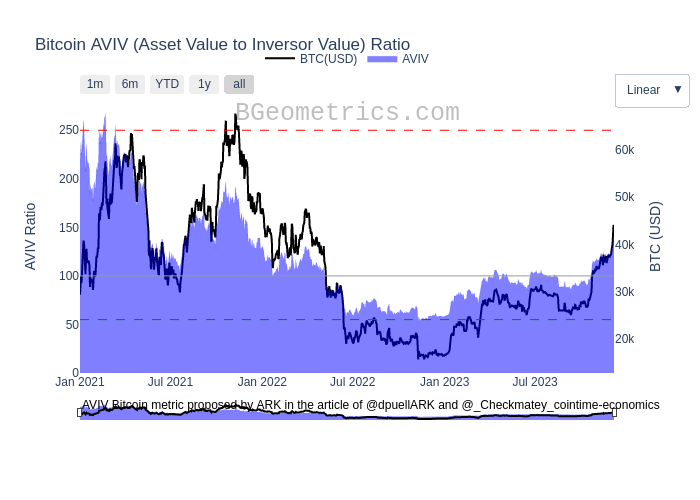 Bitcoin AVIV (Asset Value to Inversor Value) Ratio
BTC(USD) AVIV
1m 6m YTD 1y all
Linear ▼
BGeometrics.com
250
200
150
100
50
0
AVIV Ratio
60k
50k
40k
30k
20k
BTC (USD)
Jan 2021 Jul 2021 Jan 2022 Jul 2022 Jan 2023 Jul 2023
AVIV Bitcoin metric proposed by ARK in the article of @dpuellARK and @_Checkmatey_cointime-economics